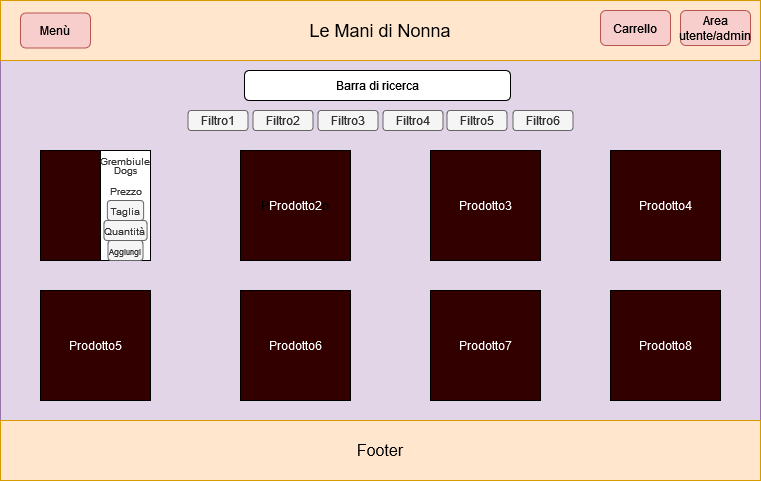 Menù
Le Mani di Nonna
Carrello
Area
utente/admin
Barra di ricerca
Filtro1
Filtro2
Filtro3
Filtro4
Filtro5
Filtro6
Grembiule
Dogs
Prezzo
Taglia
Quantità
Aggiungi
Prodotto2
Prodotto3
Prodotto4
Prodotto5
Prodotto6
Prodotto7
Prodotto8
Footer